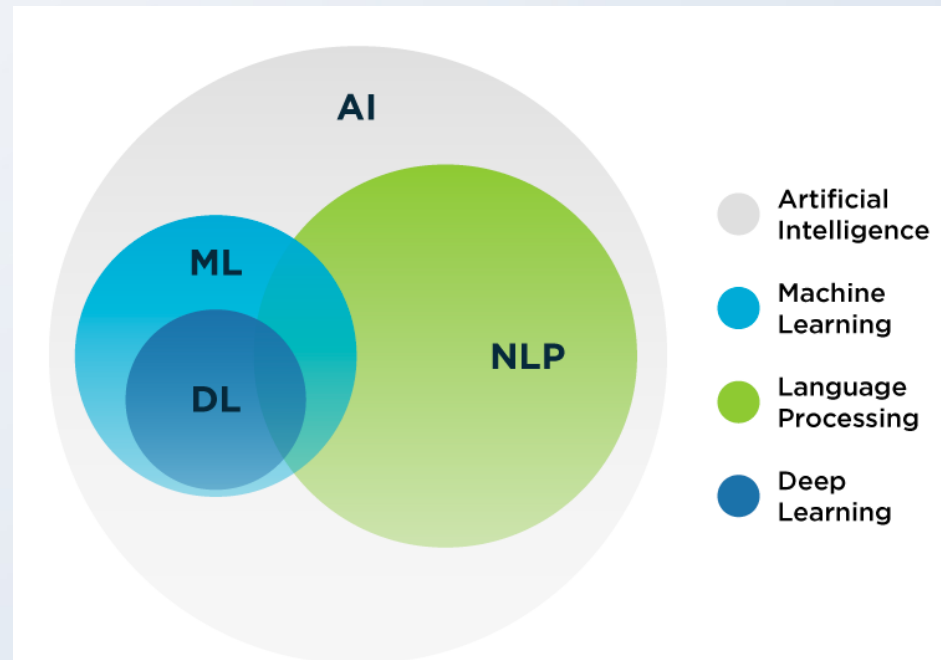 AI
ML
DL
NLP
Artificial
Intelligence
Machine
Learning
Language
Processing
Deep
Learning